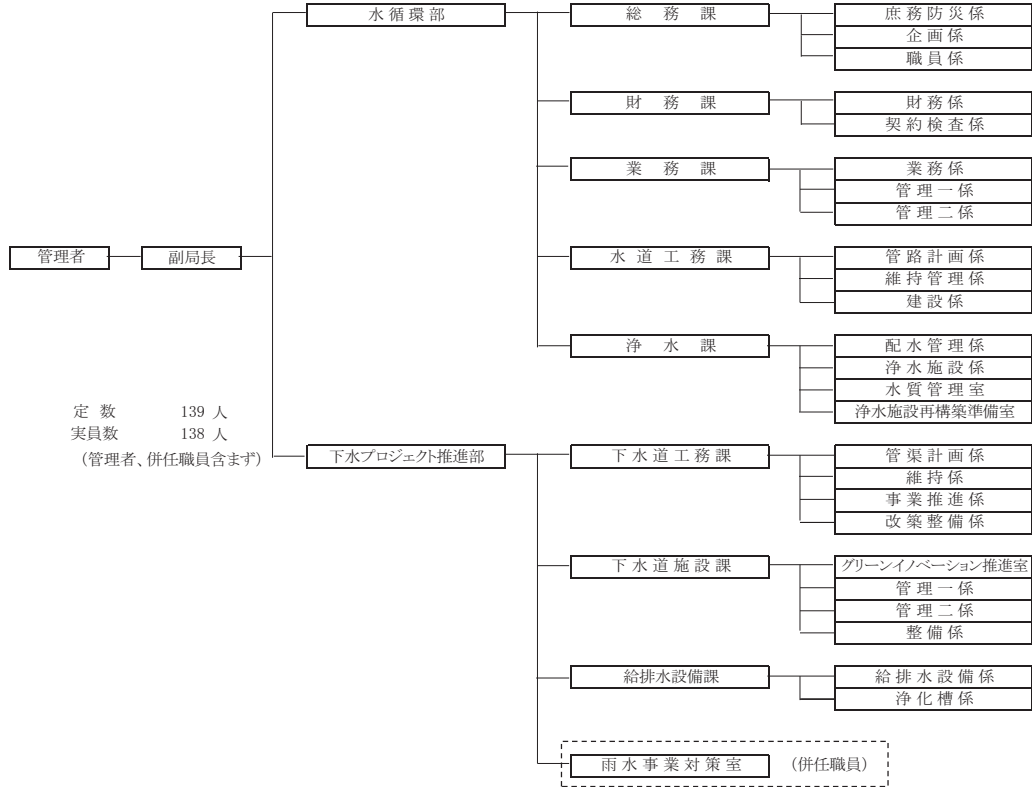 管理者
副局長
水循環部
総務課
庶務防災係
企画係
職員係
財務課
財務係
契約検査係
業務課
業務係
管理一係
管理二係
水道工務課
管路計画係
維持管理係
建設係
浄水課
配水管理係
浄水施設係
水質管理室
浄水施設再構築準備室
定数 139 人
実員数 138 人
（管理者、併任職員含まず）
下水プロジェクト推進部
下水道工務課
管渠計画係
維持係
事業推進係
改築整備係
下水道施設課
グリーンイノベーション推進室
管理一係
管理二係
整備係
給排水設備課
給排水設備係
浄化槽係
雨水事業対策室 （併任職員）